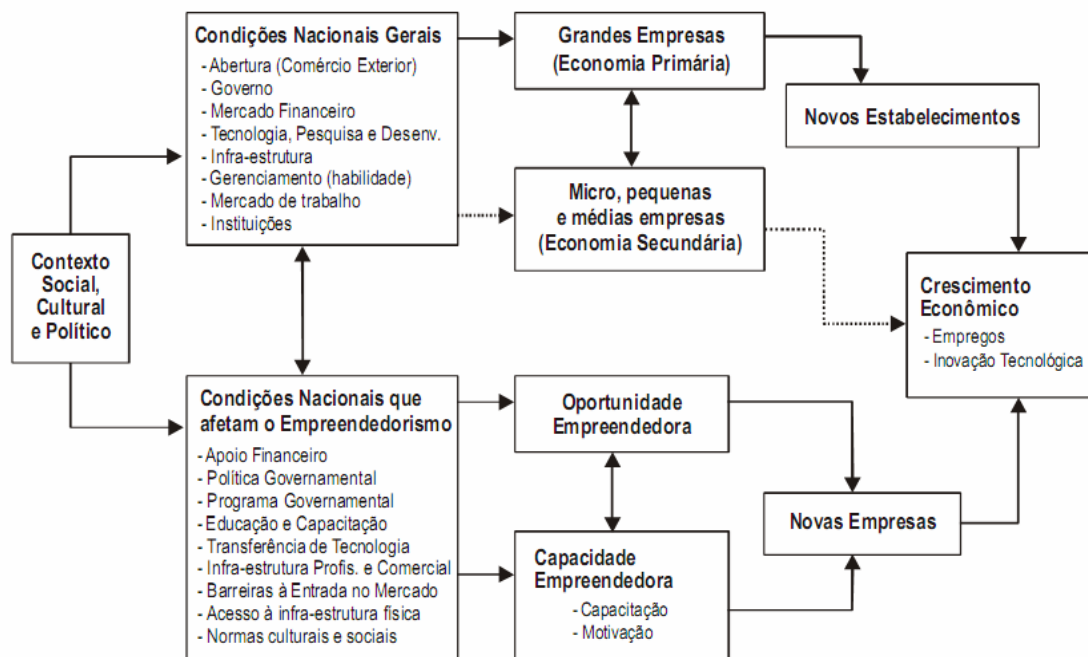 Contexto
Social,
Cultural
e Político
Condições Nacionais Gerais
- Abertura (Comércio Exterior)
- Governo
- Mercado Financeiro
- Tecnologia, Pesquisa e Desenv.
- Infra-estrutura
- Gerenciamento (habilidade)
- Mercado de trabalho
- Instituições
Grandes Empresas
(Economia Primária)
Novos Estabelecimentos
Micro, pequenas
e médias empresas
(Economia Secundária)
Crescimento
Econômico
- Empregos
- Inovação Tecnológica
Condições Nacionais que
afetam o Empreendedorismo
- Apoio Financeiro
- Política Governamental
- Programa Governamental
- Educação e Capacitação
- Transferência de Tecnologia
- Infra-estrutura Profis. e Comercial
- Barreiras à Entrada no Mercado
- Acesso à infra-estrutura física
- Normas culturais e sociais
Oportunidade
Empreendedora
Capacidade
Empreendedora
- Capacitação
- Motivação
Novas Empresas